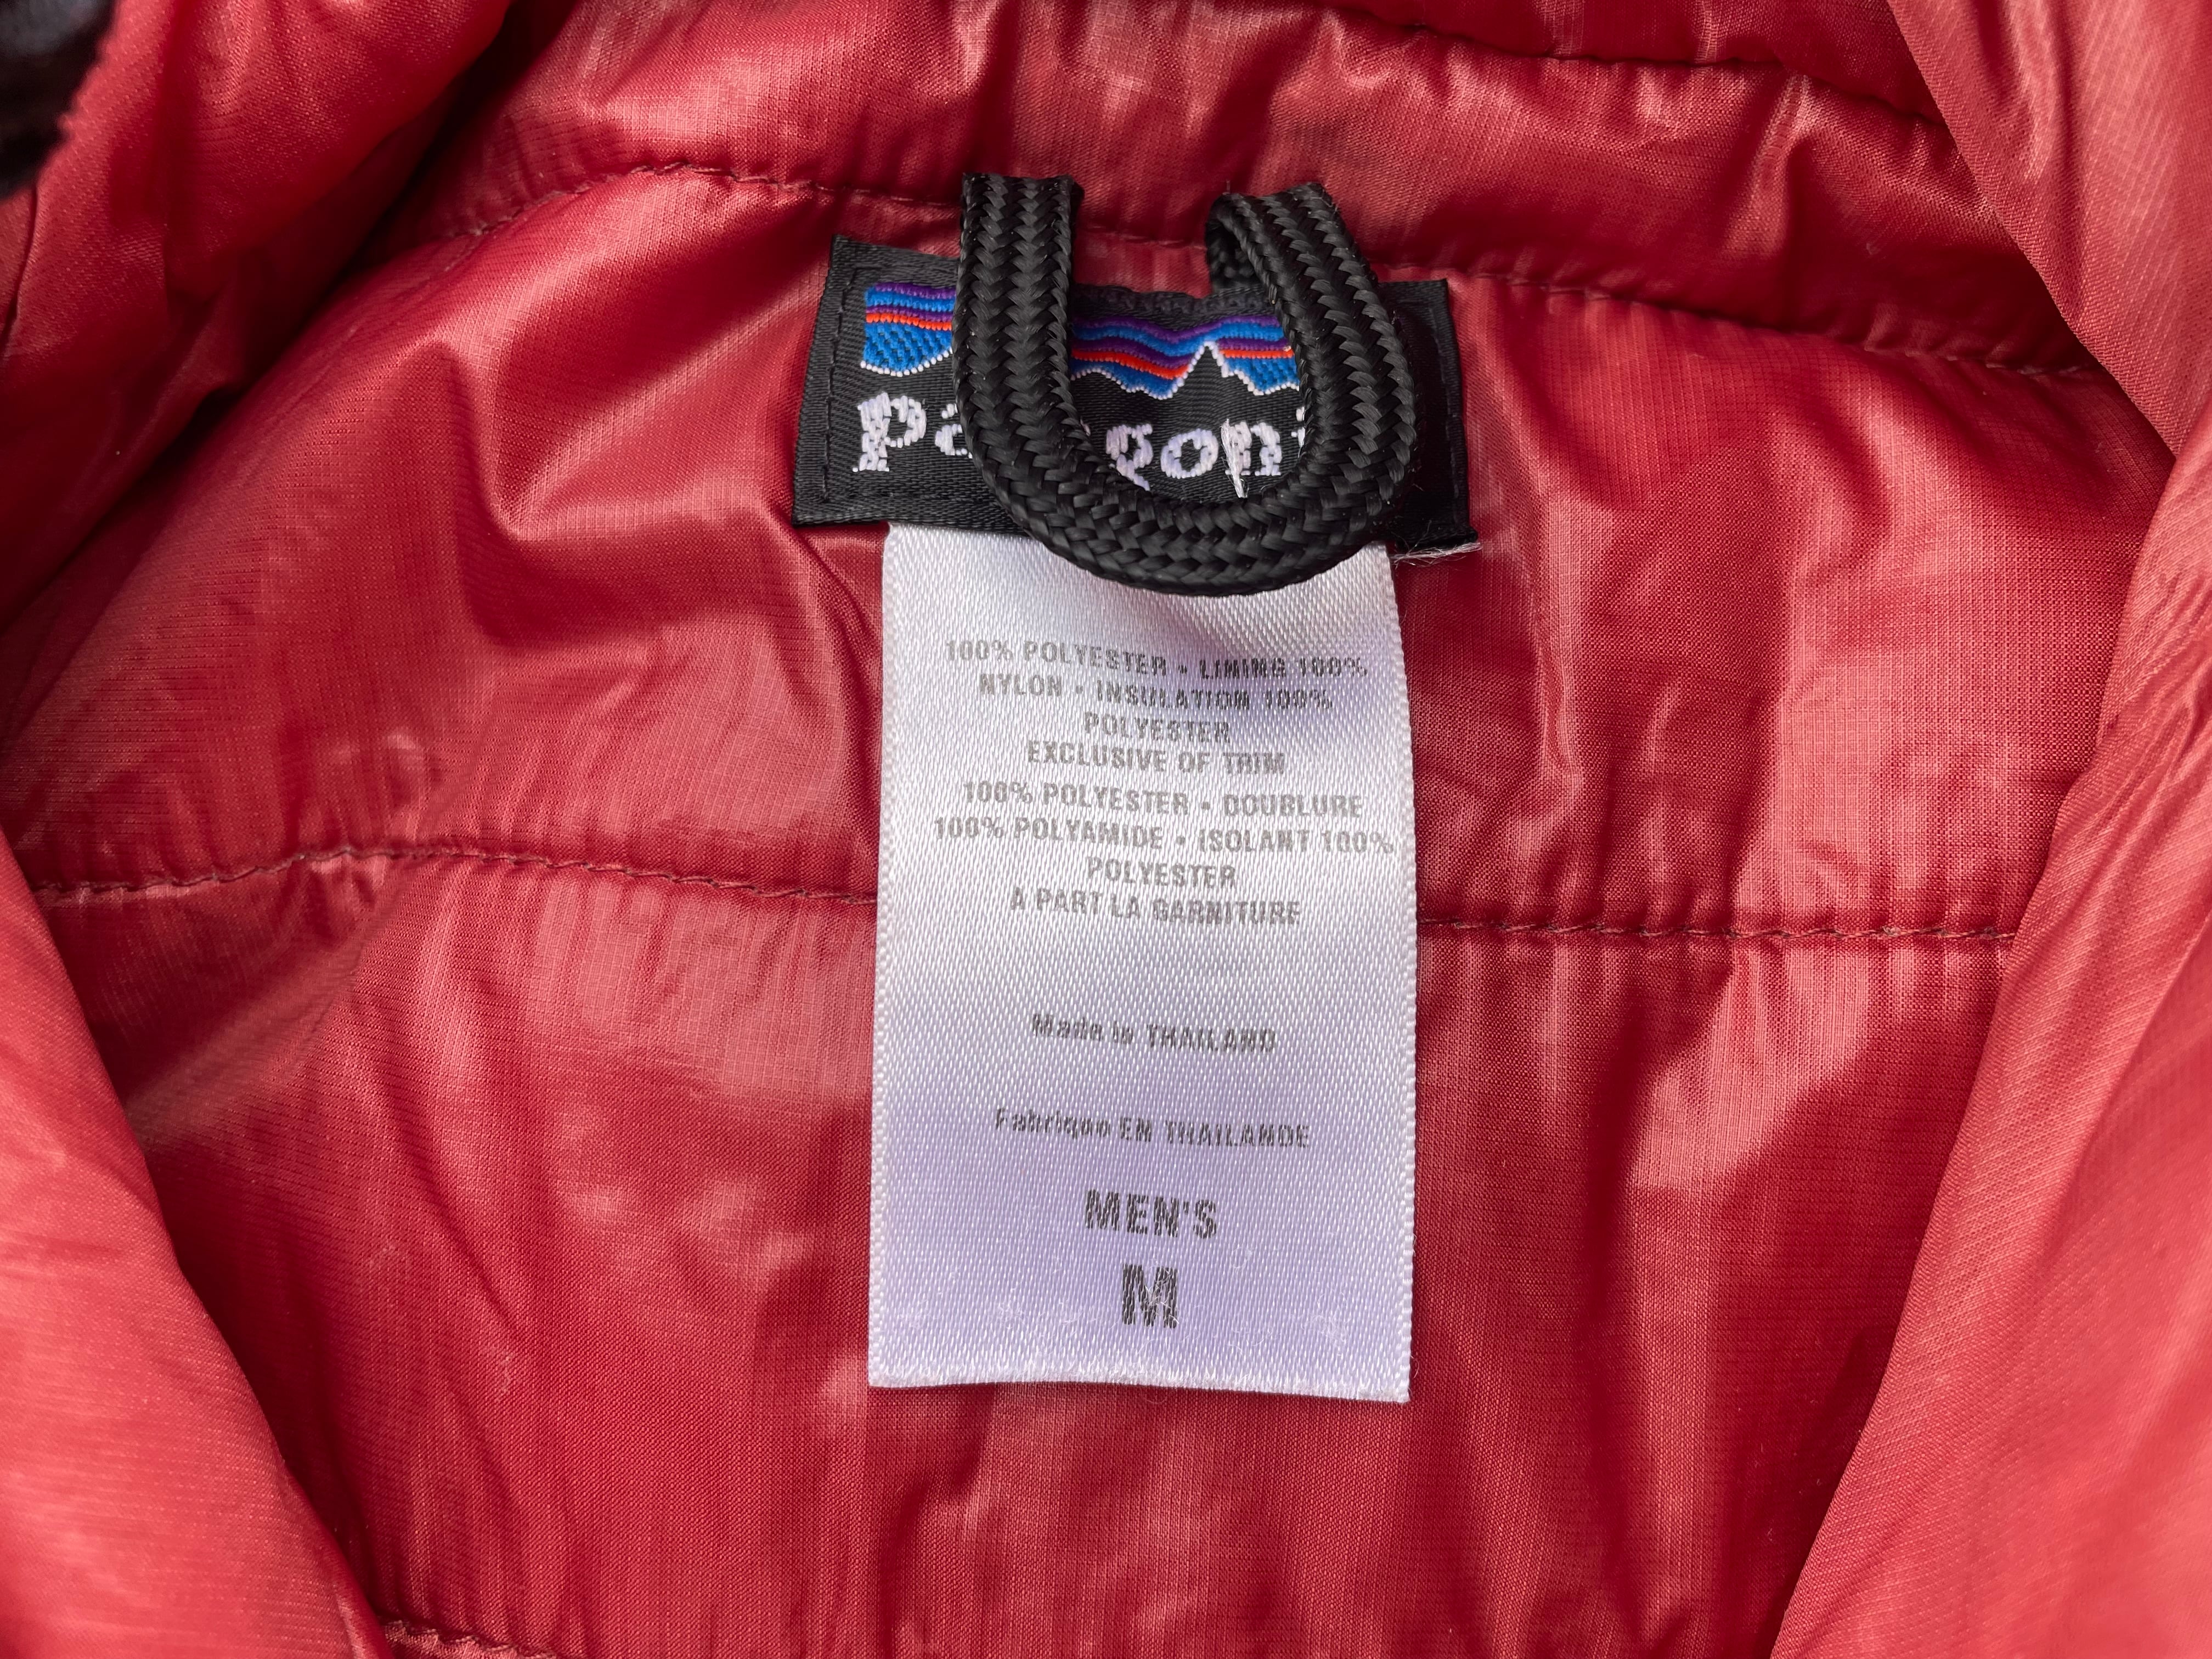 patagoni
100% POLYESTER • LINING 100%
NYLON • INSULATION 100%
POLYESTER
EXCLUSIVE OF TRIM
100% POLYESTER • DOUBLURE
100% POLYAMIDE • ISOLANT 100%
POLYESTER
À PART LA GARNITURE
Made in THAILAND
Fabrique EN THAILANDE
MEN'S
M